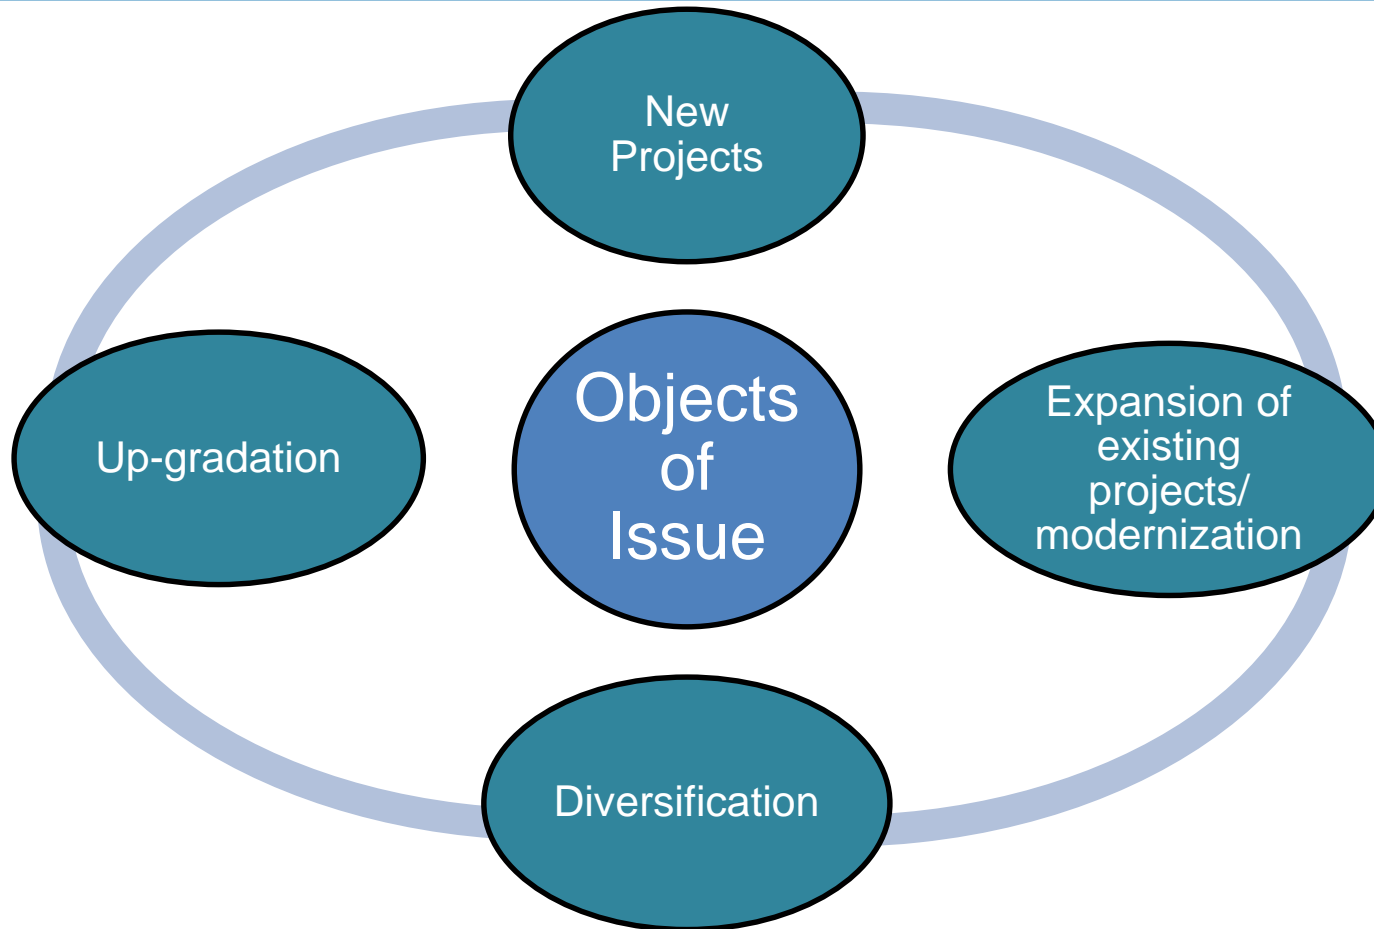 New
Projects
Objects
of
Issue
Expansion of
existing
projects/
modernization
Up-gradation
Diversification